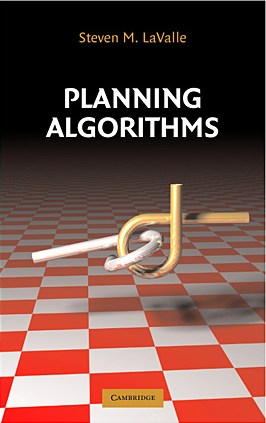 Steven M. LaValle
PLANNING
ALGORITHMS
CAMBRIDGE